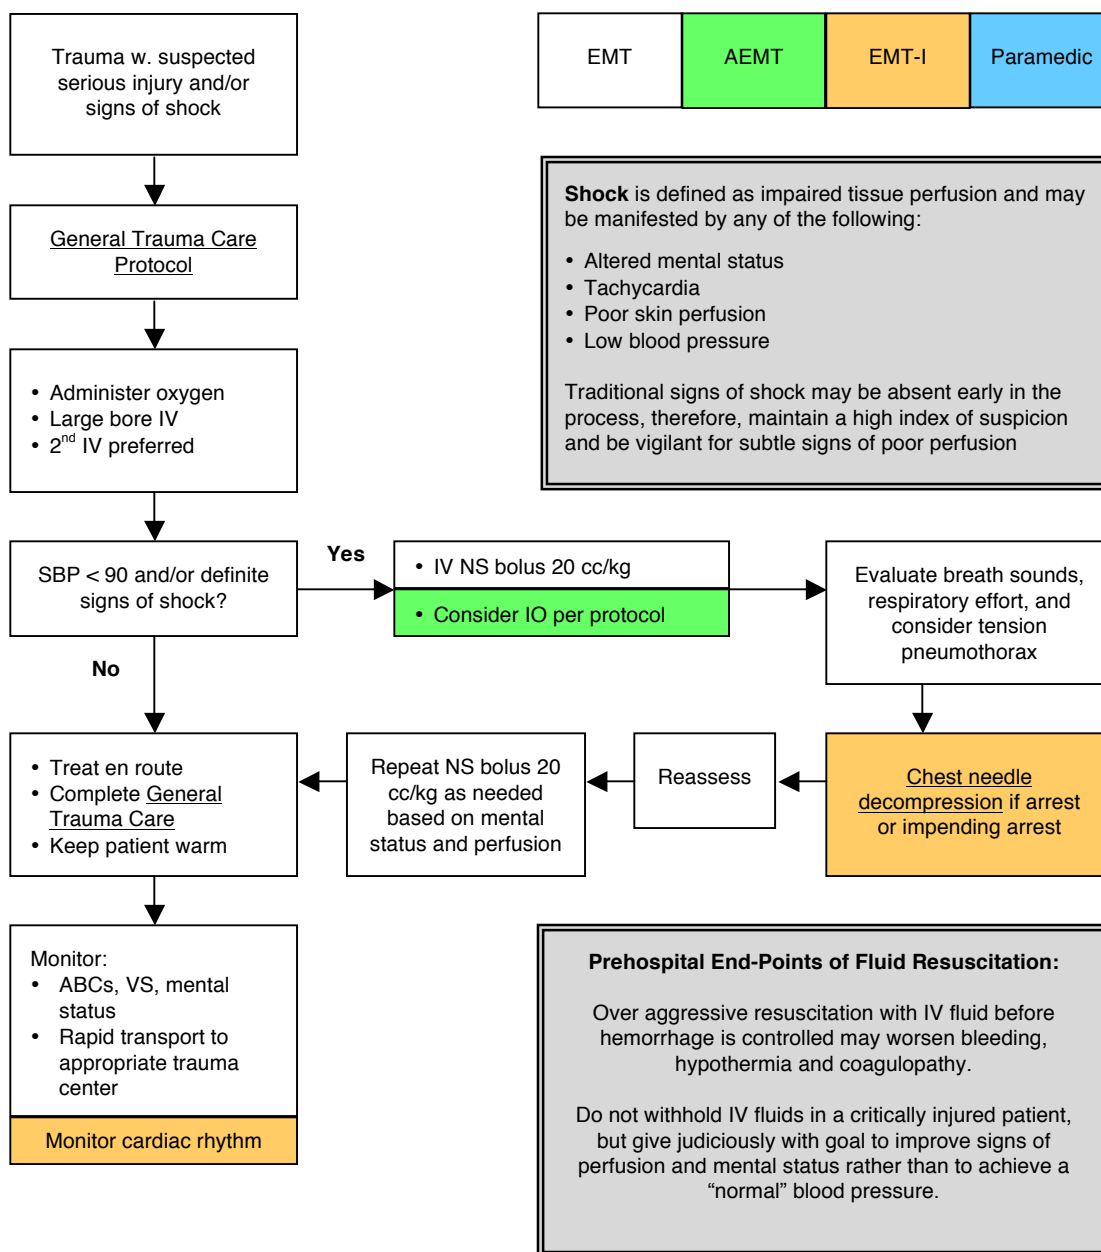 Trauma w. suspected
serious injury and/or
signs of shock
EMT
AEMT
EMT-I
Paramedic
General Trauma Care
Protocol
Shock is defined as impaired tissue perfusion and may
be manifested by any of the following:
• Altered mental status
• Tachycardia
• Poor skin perfusion
• Low blood pressure
Traditional signs of shock may be absent early in the
process, therefore, maintain a high index of suspicion
and be vigilant for subtle signs of poor perfusion
• Administer oxygen
• Large bore IV
• 2nd IV preferred
SBP < 90 and/or definite
signs of shock?
Yes
• IV NS bolus 20 cc/kg
• Consider IO per protocol
Evaluate breath sounds,
respiratory effort, and
consider tension
pneumothorax
No
• Treat en route
• Complete General
Trauma Care
• Keep patient warm
Repeat NS bolus 20
cc/kg as needed
based on mental
status and perfusion
Reassess
Chest needle
decompression if arrest
or impending arrest
Monitor:
• ABCs, VS, mental
status
• Rapid transport to
appropriate trauma
center
Monitor cardiac rhythm
Prehospital End-Points of Fluid Resuscitation:
Over aggressive resuscitation with IV fluid before
hemorrhage is controlled may worsen bleeding,
hypothermia and coagulopathy.
Do not withhold IV fluids in a critically injured patient,
but give judiciously with goal to improve signs of
perfusion and mental status rather than to achieve a
“normal” blood pressure.